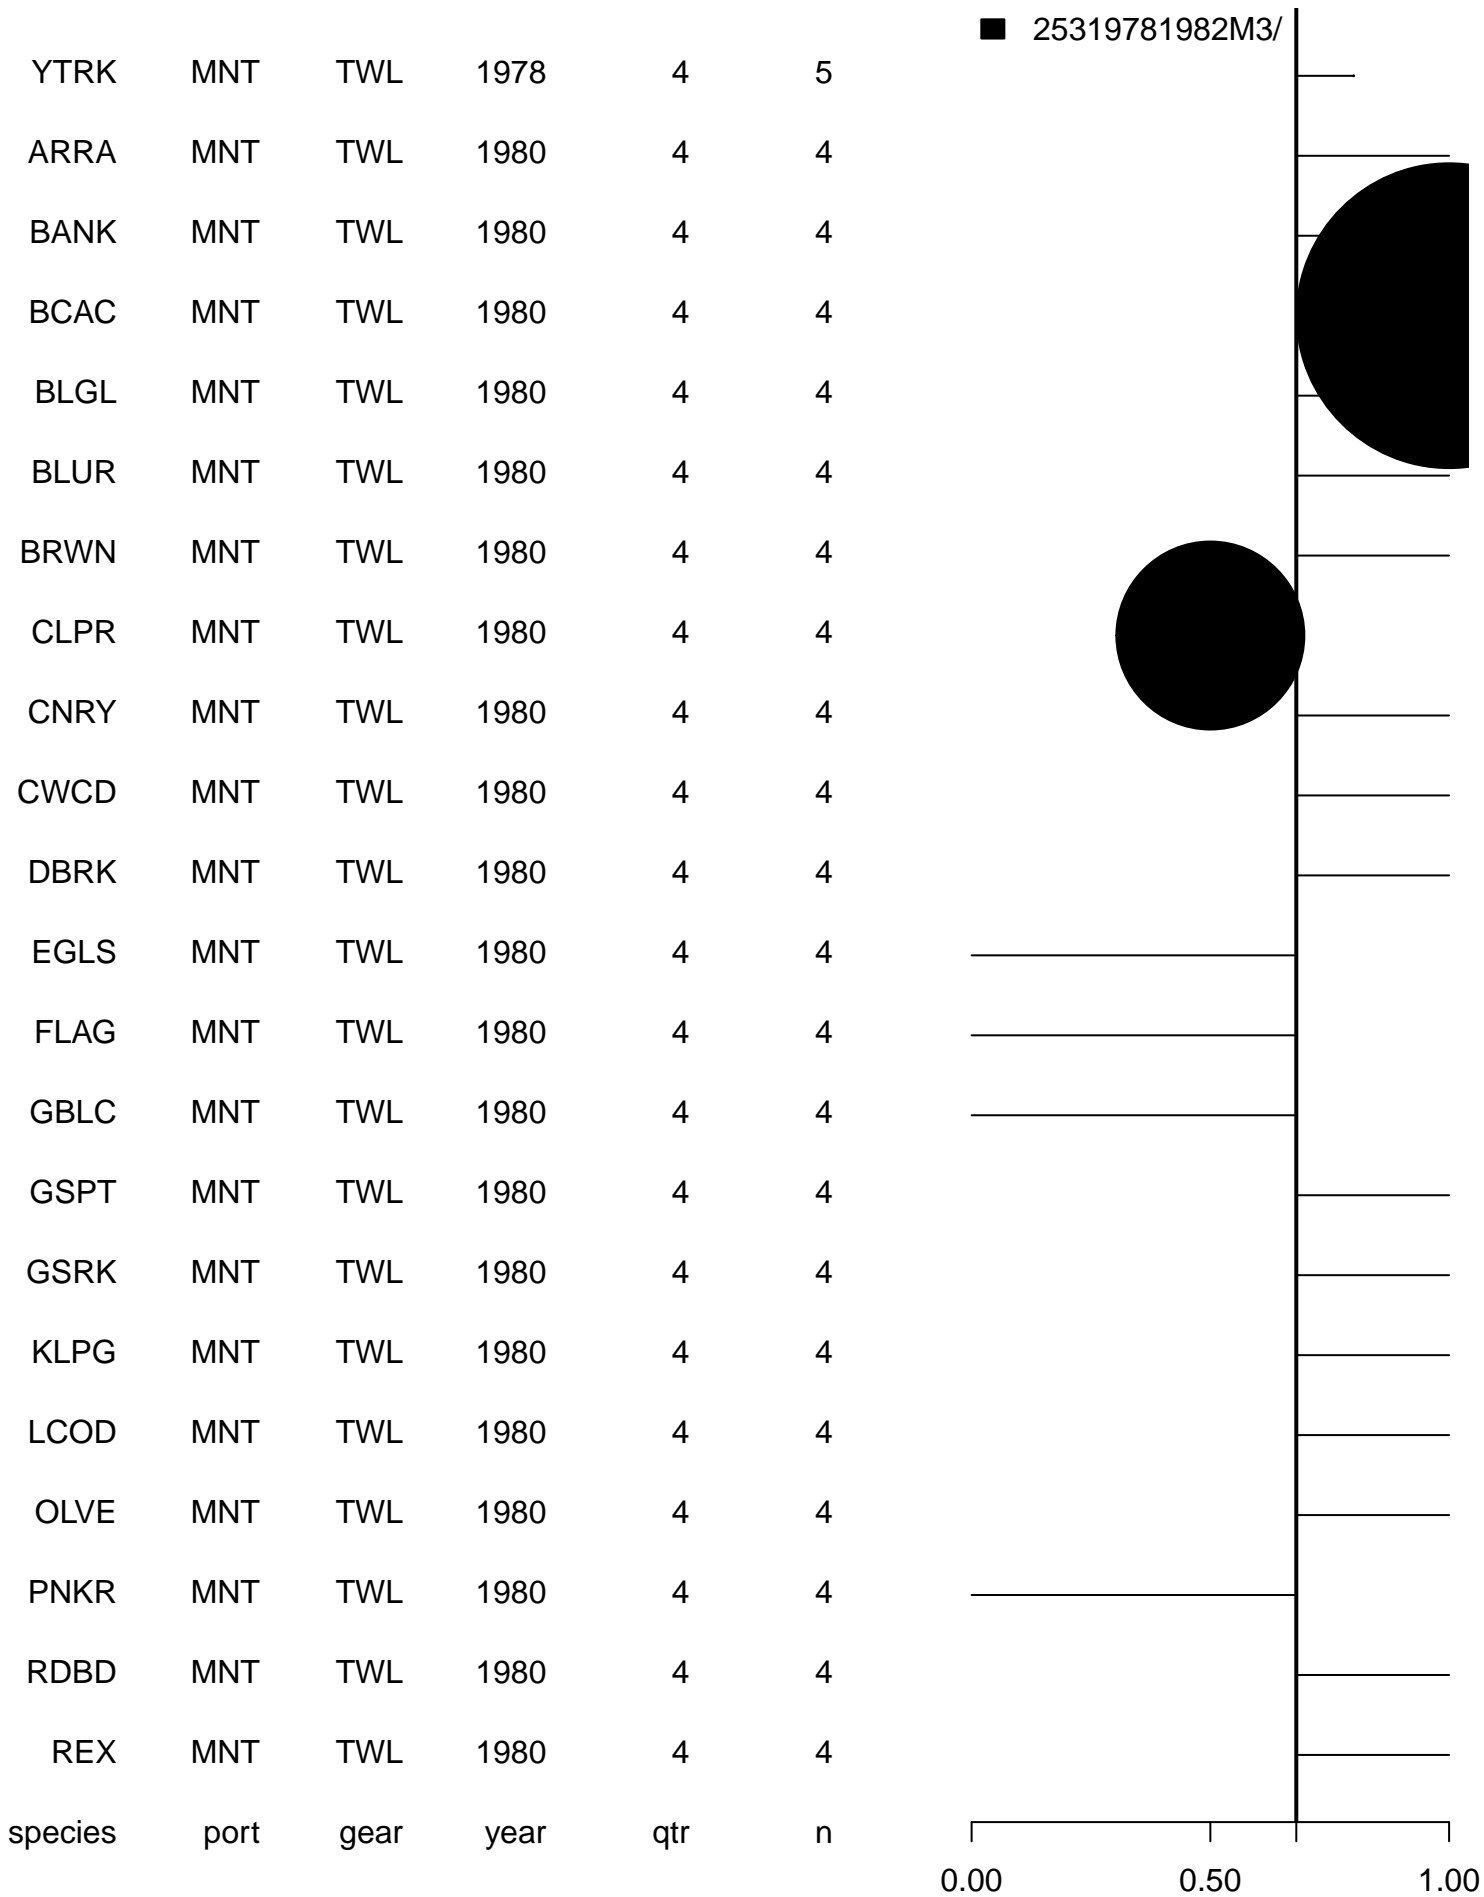 25319781982M3/
YTRK MNT TWL 1978 4 5
ARRA MNT TWL 1980 4 4
BANK MNT TWL 1980 4 4
BCAC MNT TWL 1980 4 4
BLGL MNT TWL 1980 4 4
BLUR MNT TWL 1980 4 4
BRWN MNT TWL 1980 4 4
CLPR MNT TWL 1980 4 4
CNRY MNT TWL 1980 4 4
CWCD MNT TWL 1980 4 4
DBRK MNT TWL 1980 4 4
EGLS MNT TWL 1980 4 4
FLAG MNT TWL 1980 4 4
GBLC MNT TWL 1980 4 4
GSPT MNT TWL 1980 4 4
GSRK MNT TWL 1980 4 4
KLPG MNT TWL 1980 4 4
LCOD MNT TWL 1980 4 4
OLVE MNT TWL 1980 4 4
PNKR MNT TWL 1980 4 4
RDBD MNT TWL 1980 4 4
REX MNT TWL 1980 4 4
species port gear year qtr n
0.00 0.50 1.00